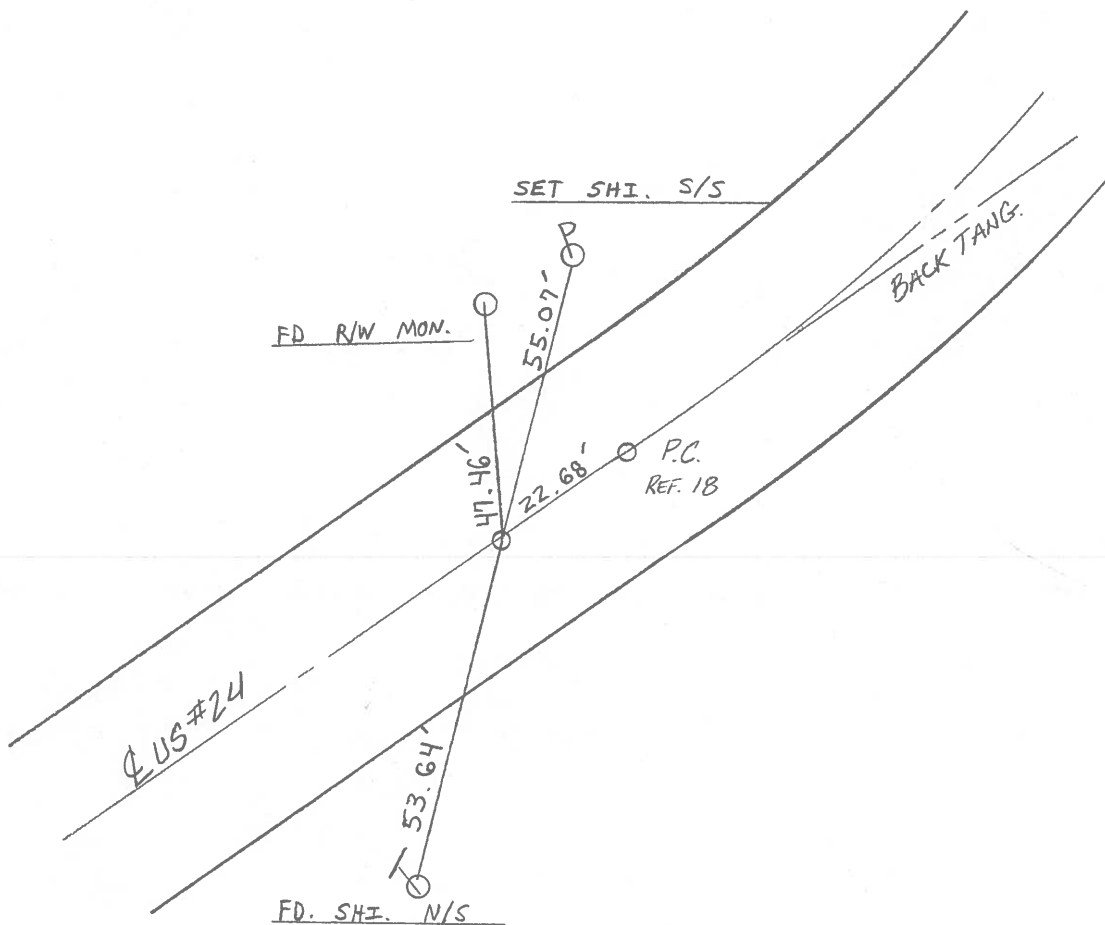 SET SHI. S/S
P
55.07'
FD R/W MON.
BACK TANG.
47.46'
22.68'
P.C.
REF. 18
℄ US #24
53.64'
T
FD. SHI. N/S